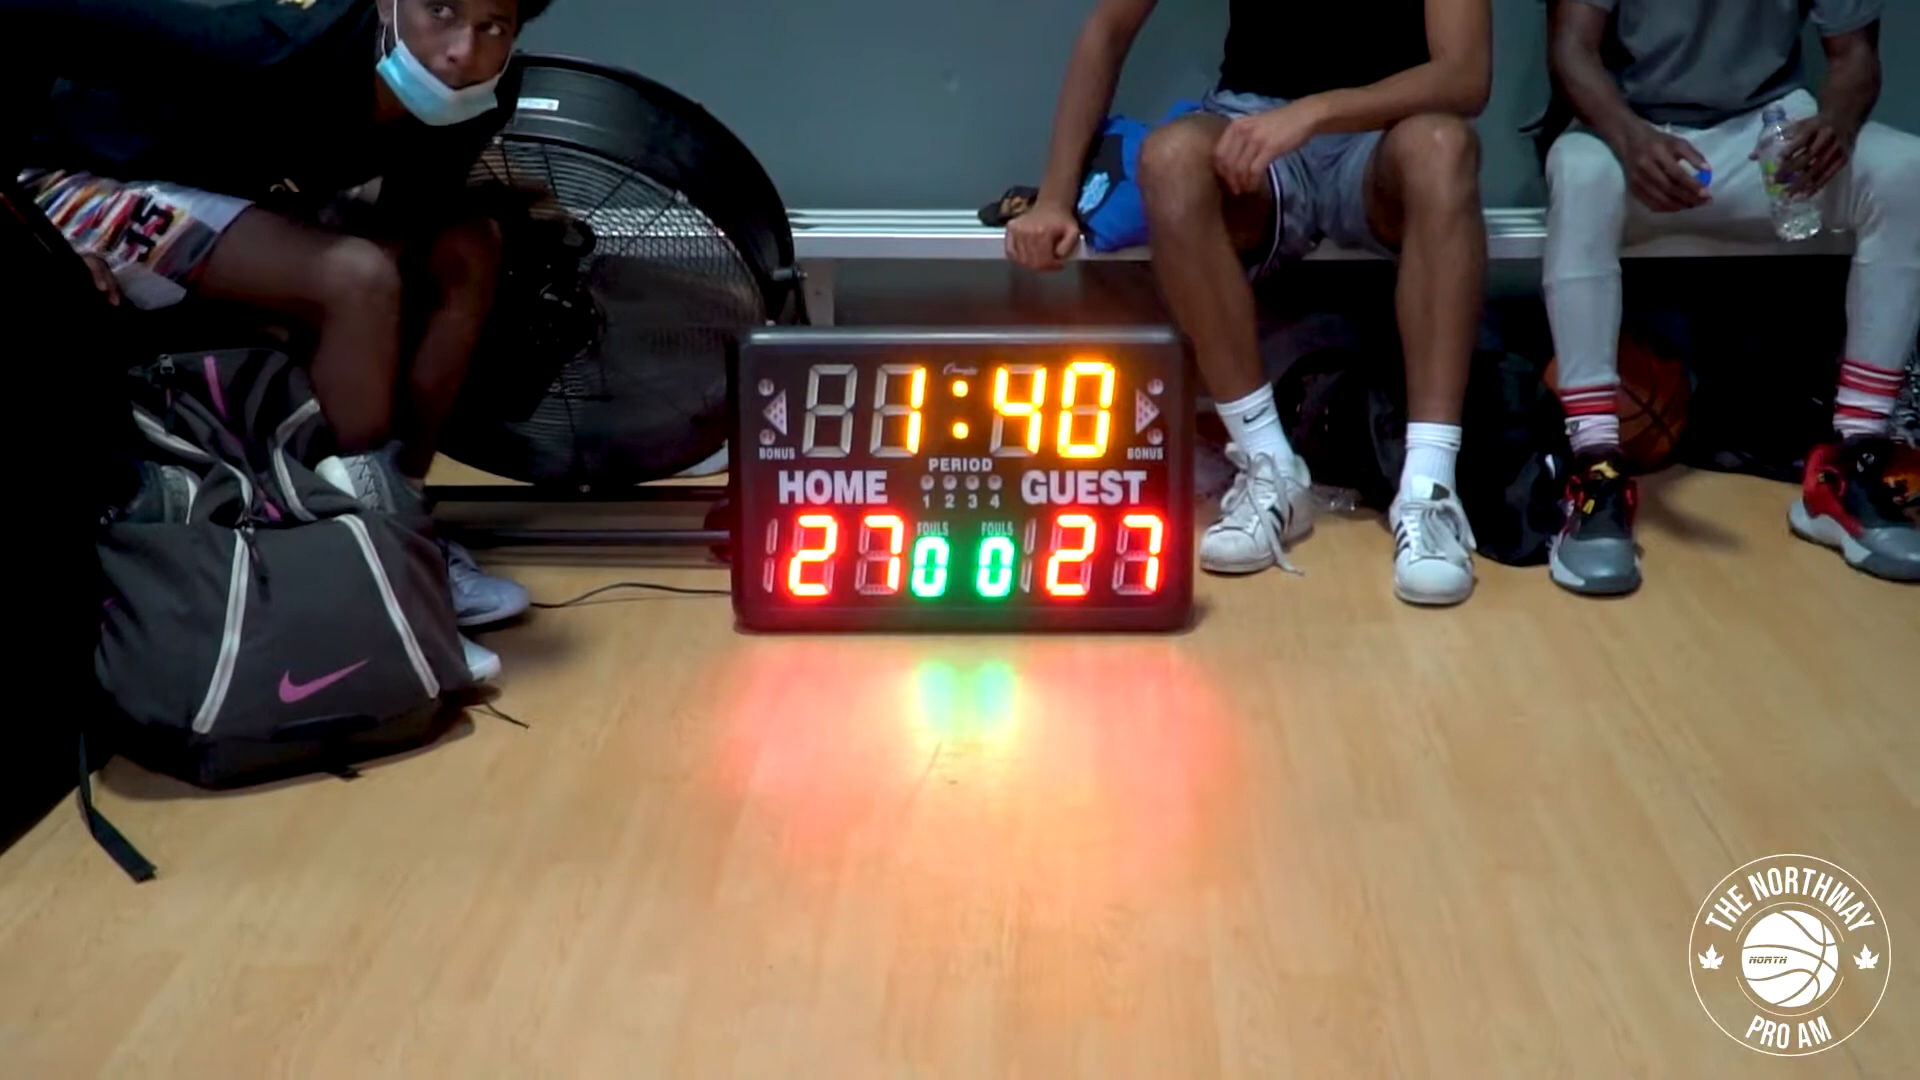 1:40
BONUS
BONUS
PERIOD
HOME
GUEST
1 2 3 4
FOULS
FOULS
27
0
0
27
THE NORTHWAY
NORTH
PRO AM